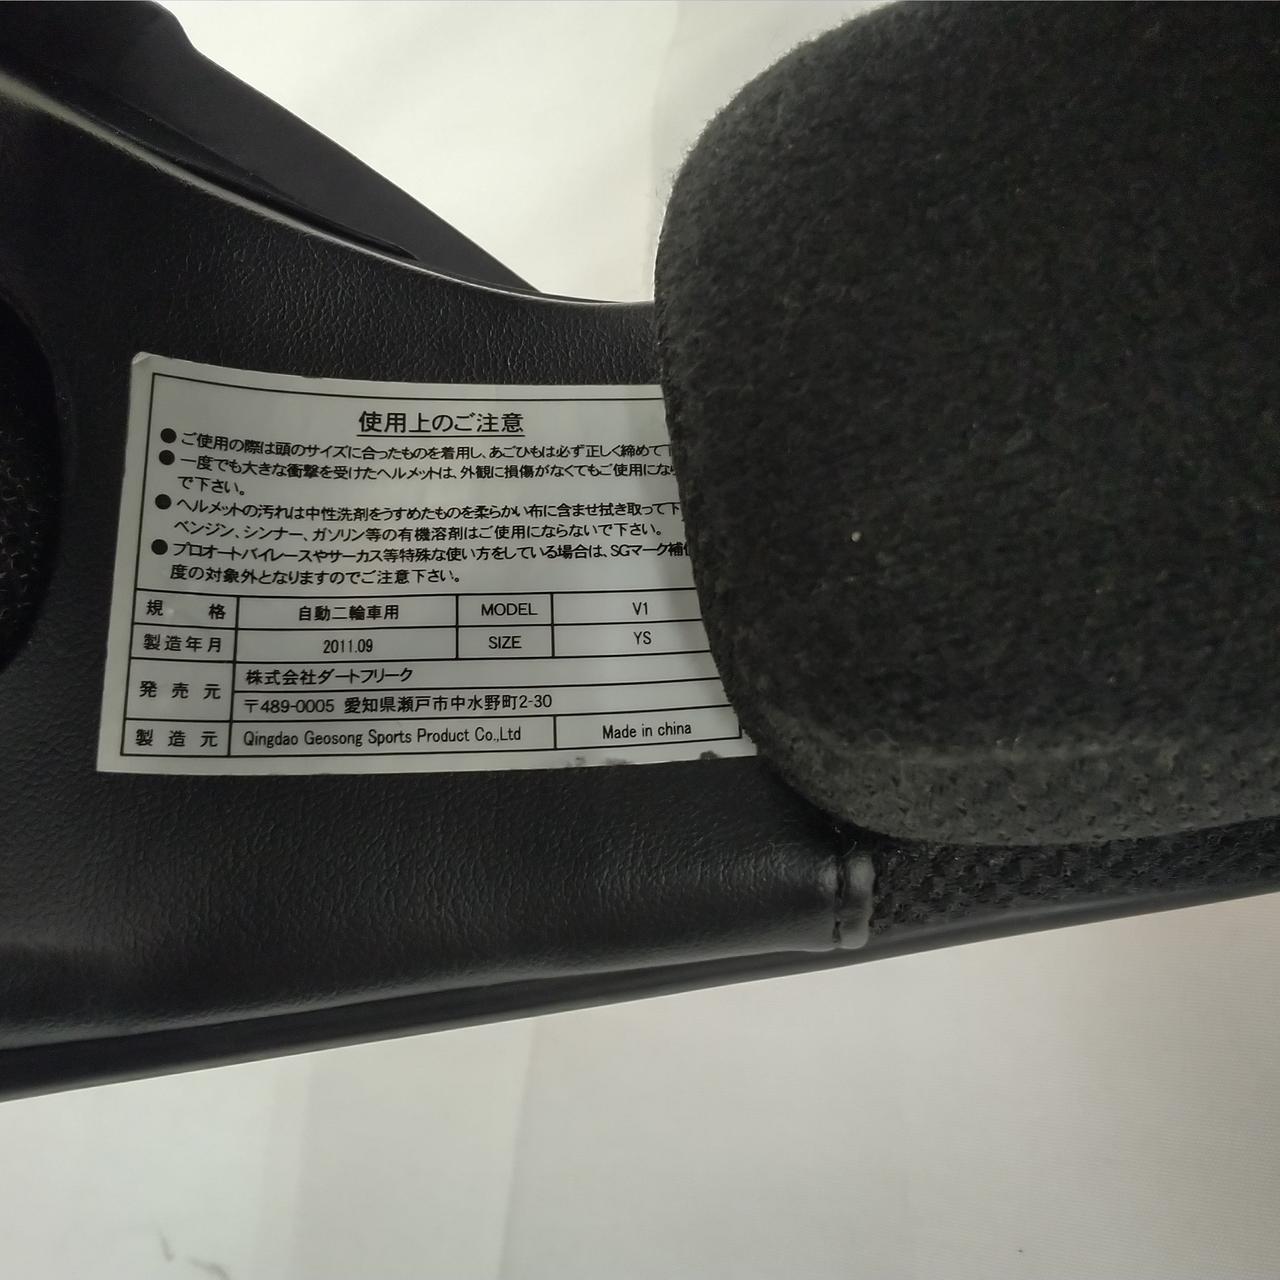 使用上のご注意
●ご使用の際は頭のサイズに合ったものを着用し、あごひもは必ず正しく締めて下
●一度でも大きな衝撃を受けたヘルメットは、外観に損傷がなくてもご使用になら
で下さい。
●ヘルメットの汚れは中性洗剤をうすめたものを柔らかい布に含ませ拭き取って下
ベンジン、シンナー、ガソリン等の有機溶剤はご使用にならないで下さい。
●プロオートバイレースやサーカス等特殊な使い方をしている場合は、SGマーク補
度の対象外となりますのでご注意下さい。
規 格 自動二輪車用 MODEL V1
製造年月 2011.09 SIZE YS
発 売 元 株式会社ダートフリーク
〒489-0005 愛知県瀬戸市中水野町2-30
製 造 元 Qingdao Geosong Sports Product Co.,Ltd Made in china